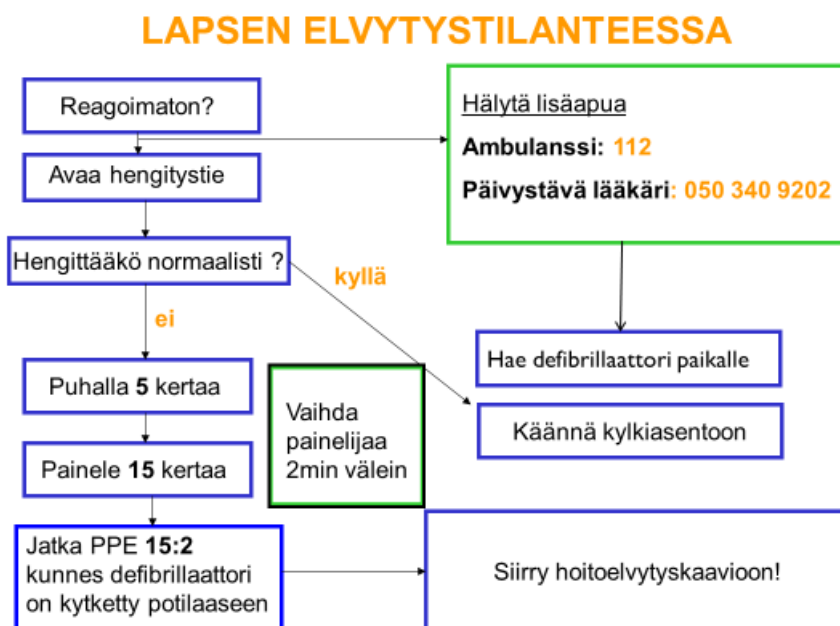 LAPSEN ELVYTYSTILANTEESSA
Reagoimaton?
Hälytä lisäapua
Ambulanssi: 112
Päivystävä lääkäri: 050 340 9202
Avaa hengitystie
Hengittääkö normaalisti ?
kyllä
ei
Hae defibrillaattori paikalle
Puhalla 5 kertaa
Vaihda
painelijaa
2min välein
Käännä kylkiasentoon
Painele 15 kertaa
Jatka PPE 15:2
kunnes defibrillaattori
on kytketty potilaaseen
Siirry hoitoelvytyskaavioon!